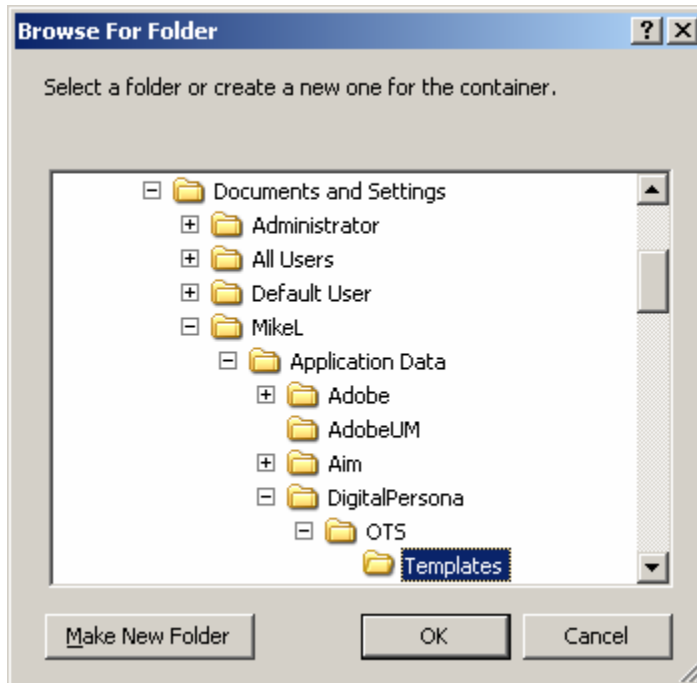 Browse For Folder
Select a folder or create a new one for the container.
Documents and Settings
Administrator
All Users
Default User
MikeL
Application Data
Adobe
AdobeUM
Aim
DigitalPersona
OTS
Templates
Make New Folder OK Cancel